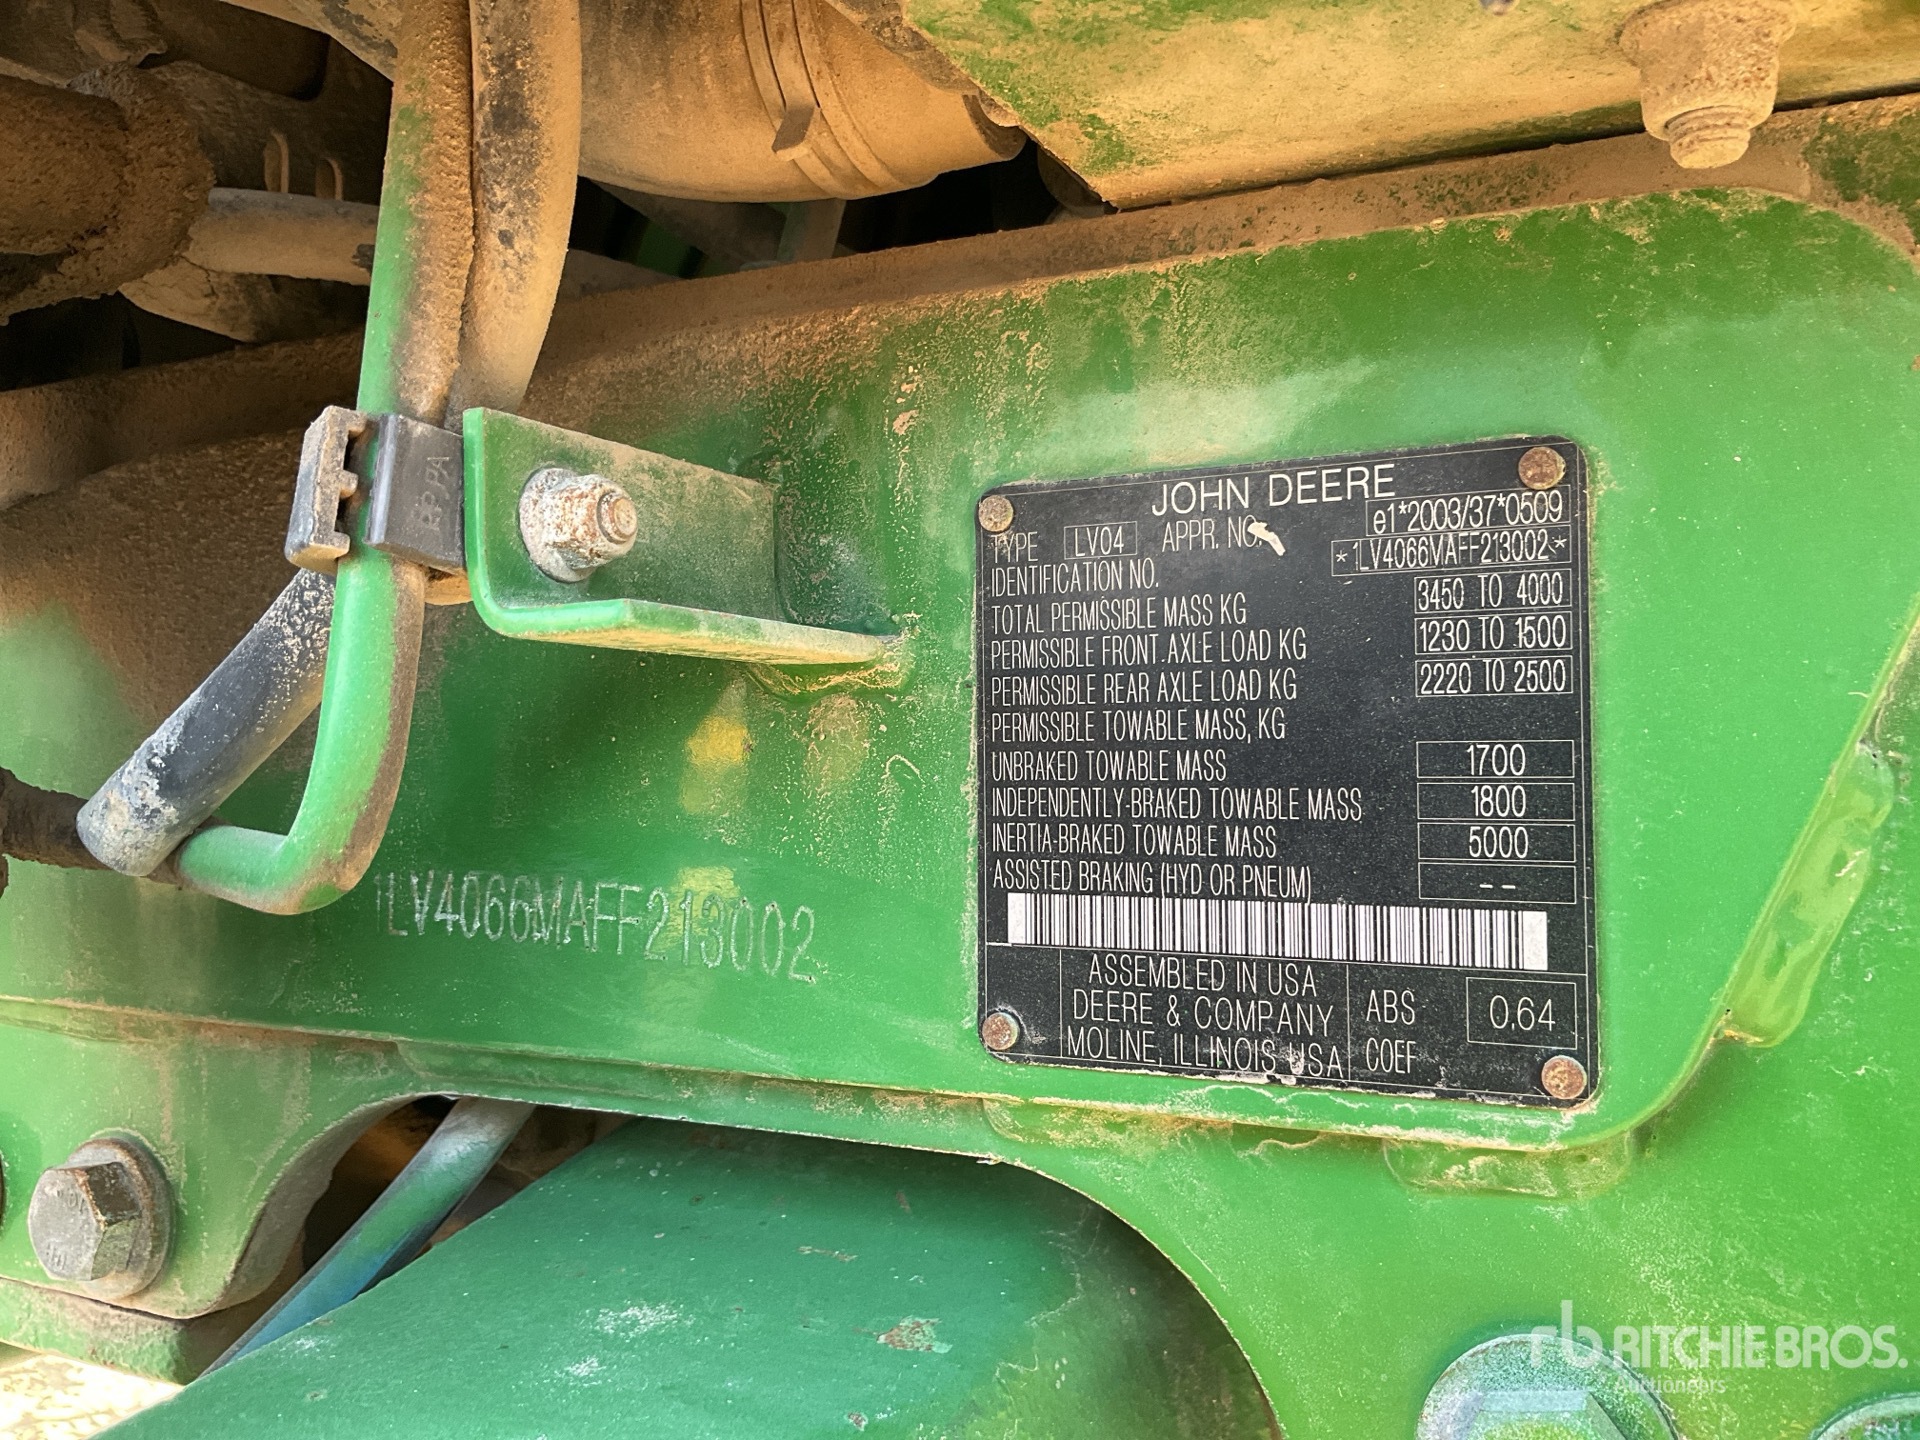 JOHN DEERE
TYPE LV04 APPR. NO. e1*2003/37*0509
IDENTIFICATION NO. *1LV4066MAFF213002*
TOTAL PERMISSIBLE MASS KG 3450 TO 4000
PERMISSIBLE FRONT AXLE LOAD KG 1230 TO 1500
PERMISSIBLE REAR AXLE LOAD KG 2220 TO 2500
PERMISSIBLE TOWABLE MASS, KG
UNBRAKED TOWABLE MASS 1700
INDEPENDENTLY-BRAKED TOWABLE MASS 1800
INERTIA-BRAKED TOWABLE MASS 5000
ASSISTED BRAKING (HYD OR PNEUM) --
ASSEMBLED IN USA
DEERE & COMPANY
MOLINE, ILLINOIS USA
ABS
COEF
0.64
1LV4066MAFF213002
rb RITCHIE BROS.
Auctioneers